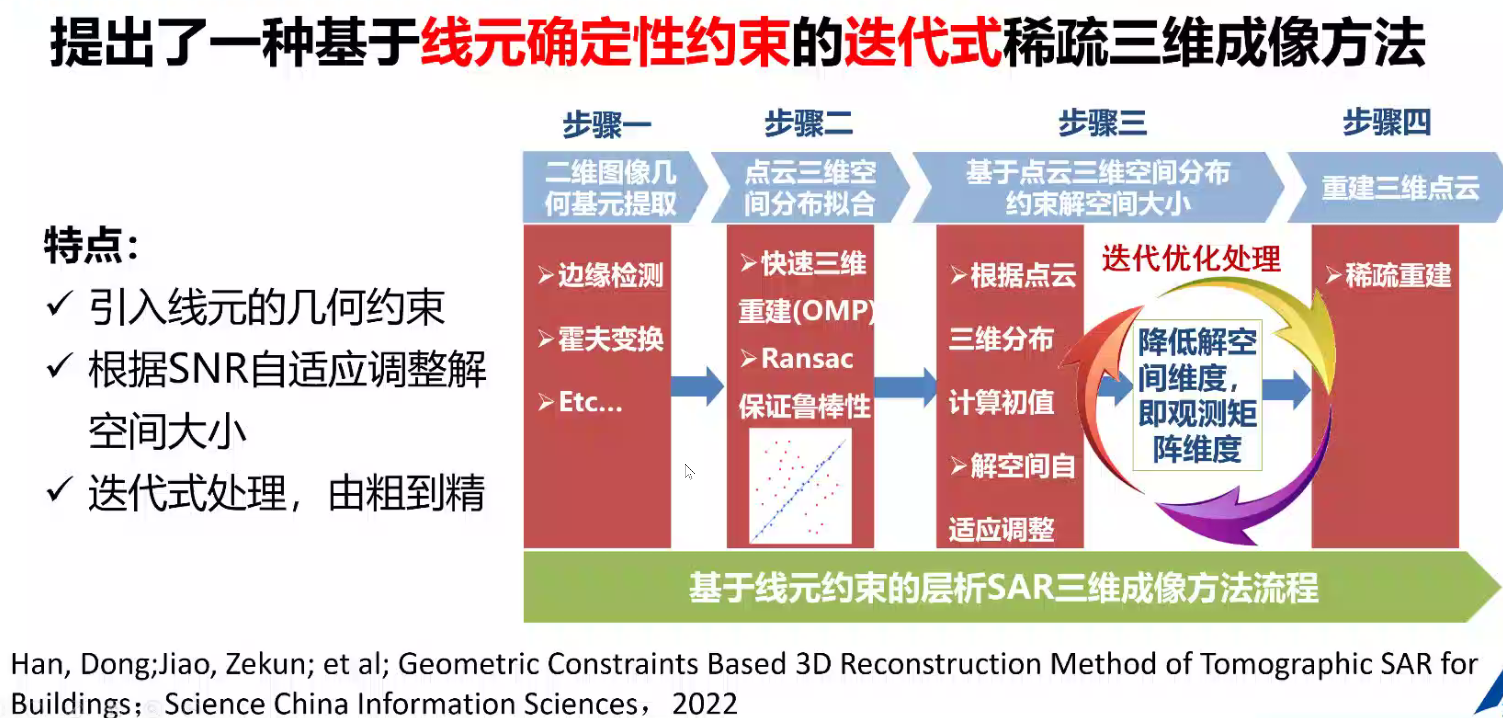 提出了一种基于线元确定性约束的迭代式稀疏三维成像方法
特点：
✓ 引入线元的几何约束
✓ 根据SNR自适应调整解
空间大小
✓ 迭代式处理，由粗到精
步骤一
二维图像几
何基元提取
➢边缘检测
➢霍夫变换
➢Etc...
步骤二
点云三维空
间分布拟合
➢快速三维
重建(OMP)
➢Ransac
保证鲁棒性
步骤三
基于点云三维空间分布
约束解空间大小
➢根据点云
三维分布
计算初值
➢解空间自
适应调整
迭代优化处理
降低解空
间维度，
即观测矩
阵维度
步骤四
重建三维点云
➢稀疏重建
基于线元约束的层析SAR三维成像方法流程
Han, Dong;Jiao, Zekun; et al; Geometric Constraints Based 3D Reconstruction Method of Tomographic SAR for
Buildings；Science China Information Sciences，2022